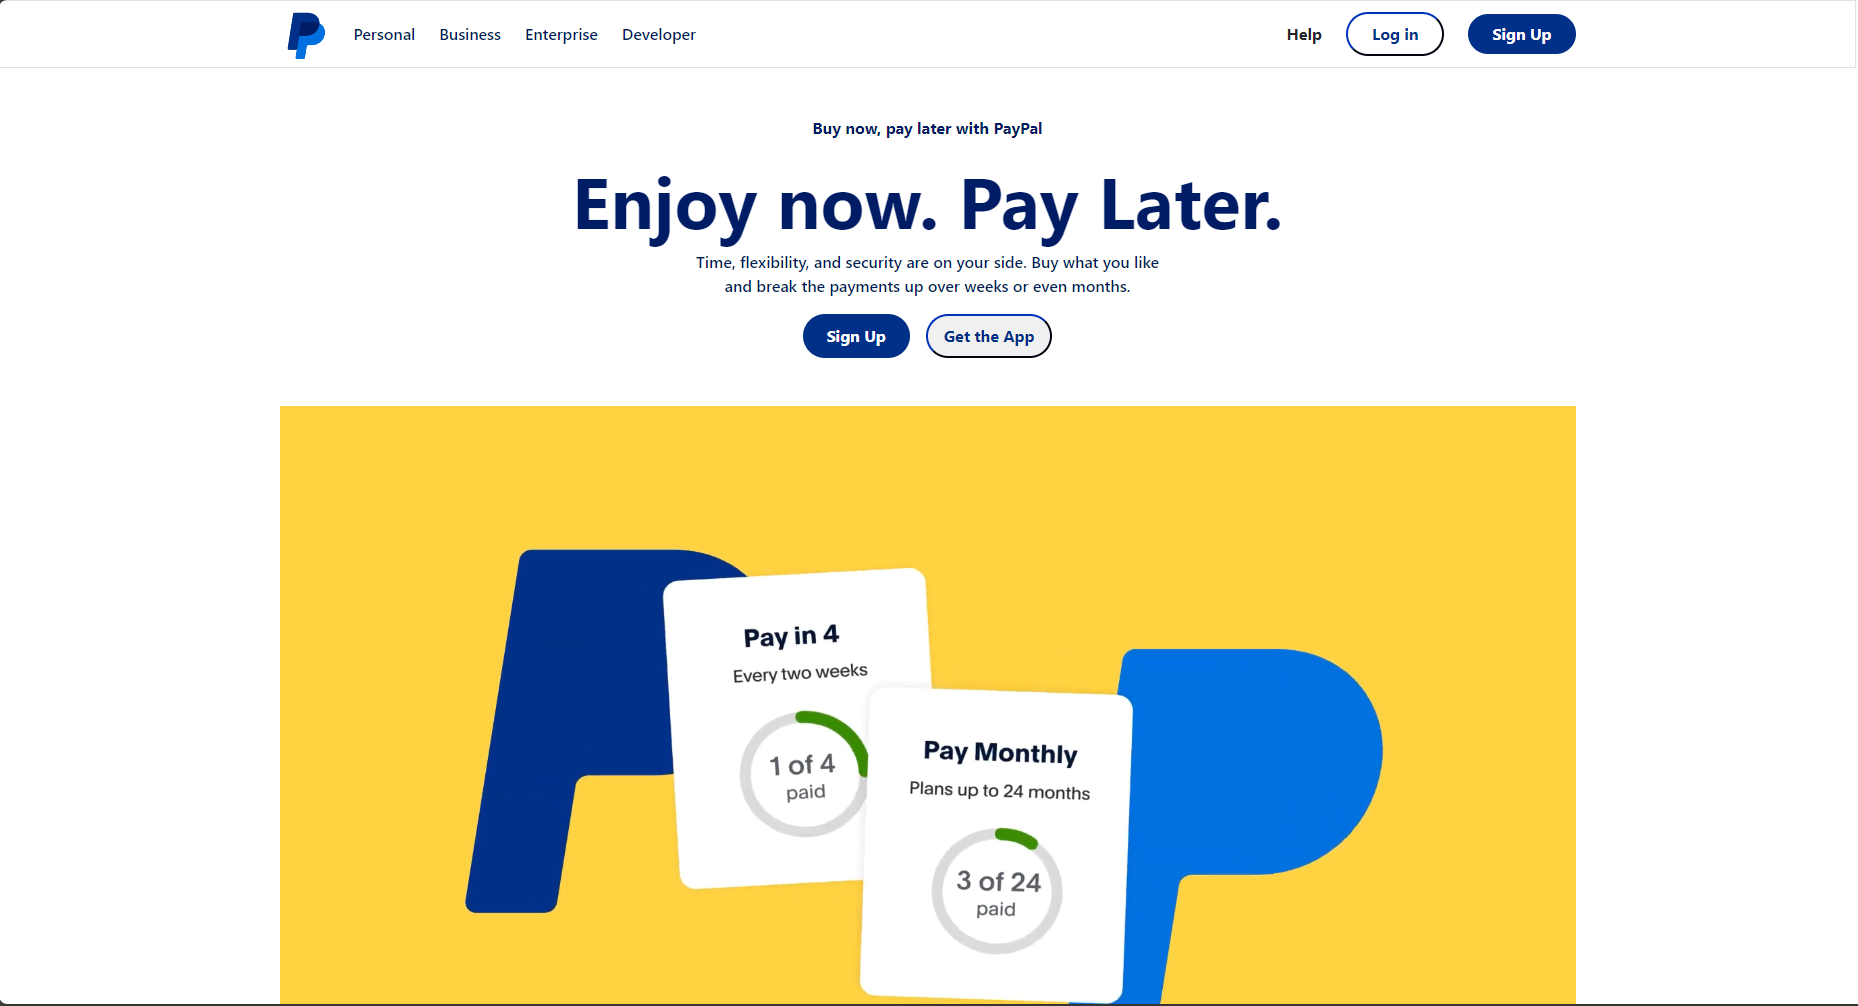 Personal Business Enterprise Developer Help Log in Sign Up
Buy now, pay later with PayPal
Enjoy now. Pay Later.
Time, flexibility, and security are on your side. Buy what you like
and break the payments up over weeks or even months.
Sign Up Get the App
Pay in 4
Every two weeks
1 of 4
paid
Pay Monthly
Plans up to 24 months
3 of 24
paid